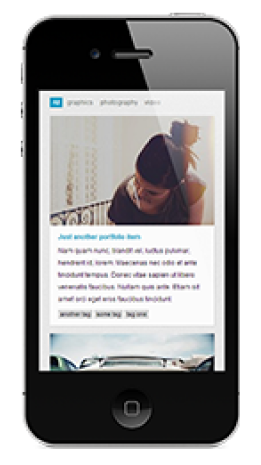 all graphics photography
Just another portfolio item
Nam quam nunc, blandit vel, luctus pulvinar,
hendrerit id, lorem. Maecenas nec odio et ante
tincidunt tempus. Donec vitae sapien ut libero
venenatis faucibus. Nullam quis ante. Etiam sit
amet orci eget eros faucibus tincidunt.
another tag some tag tag one